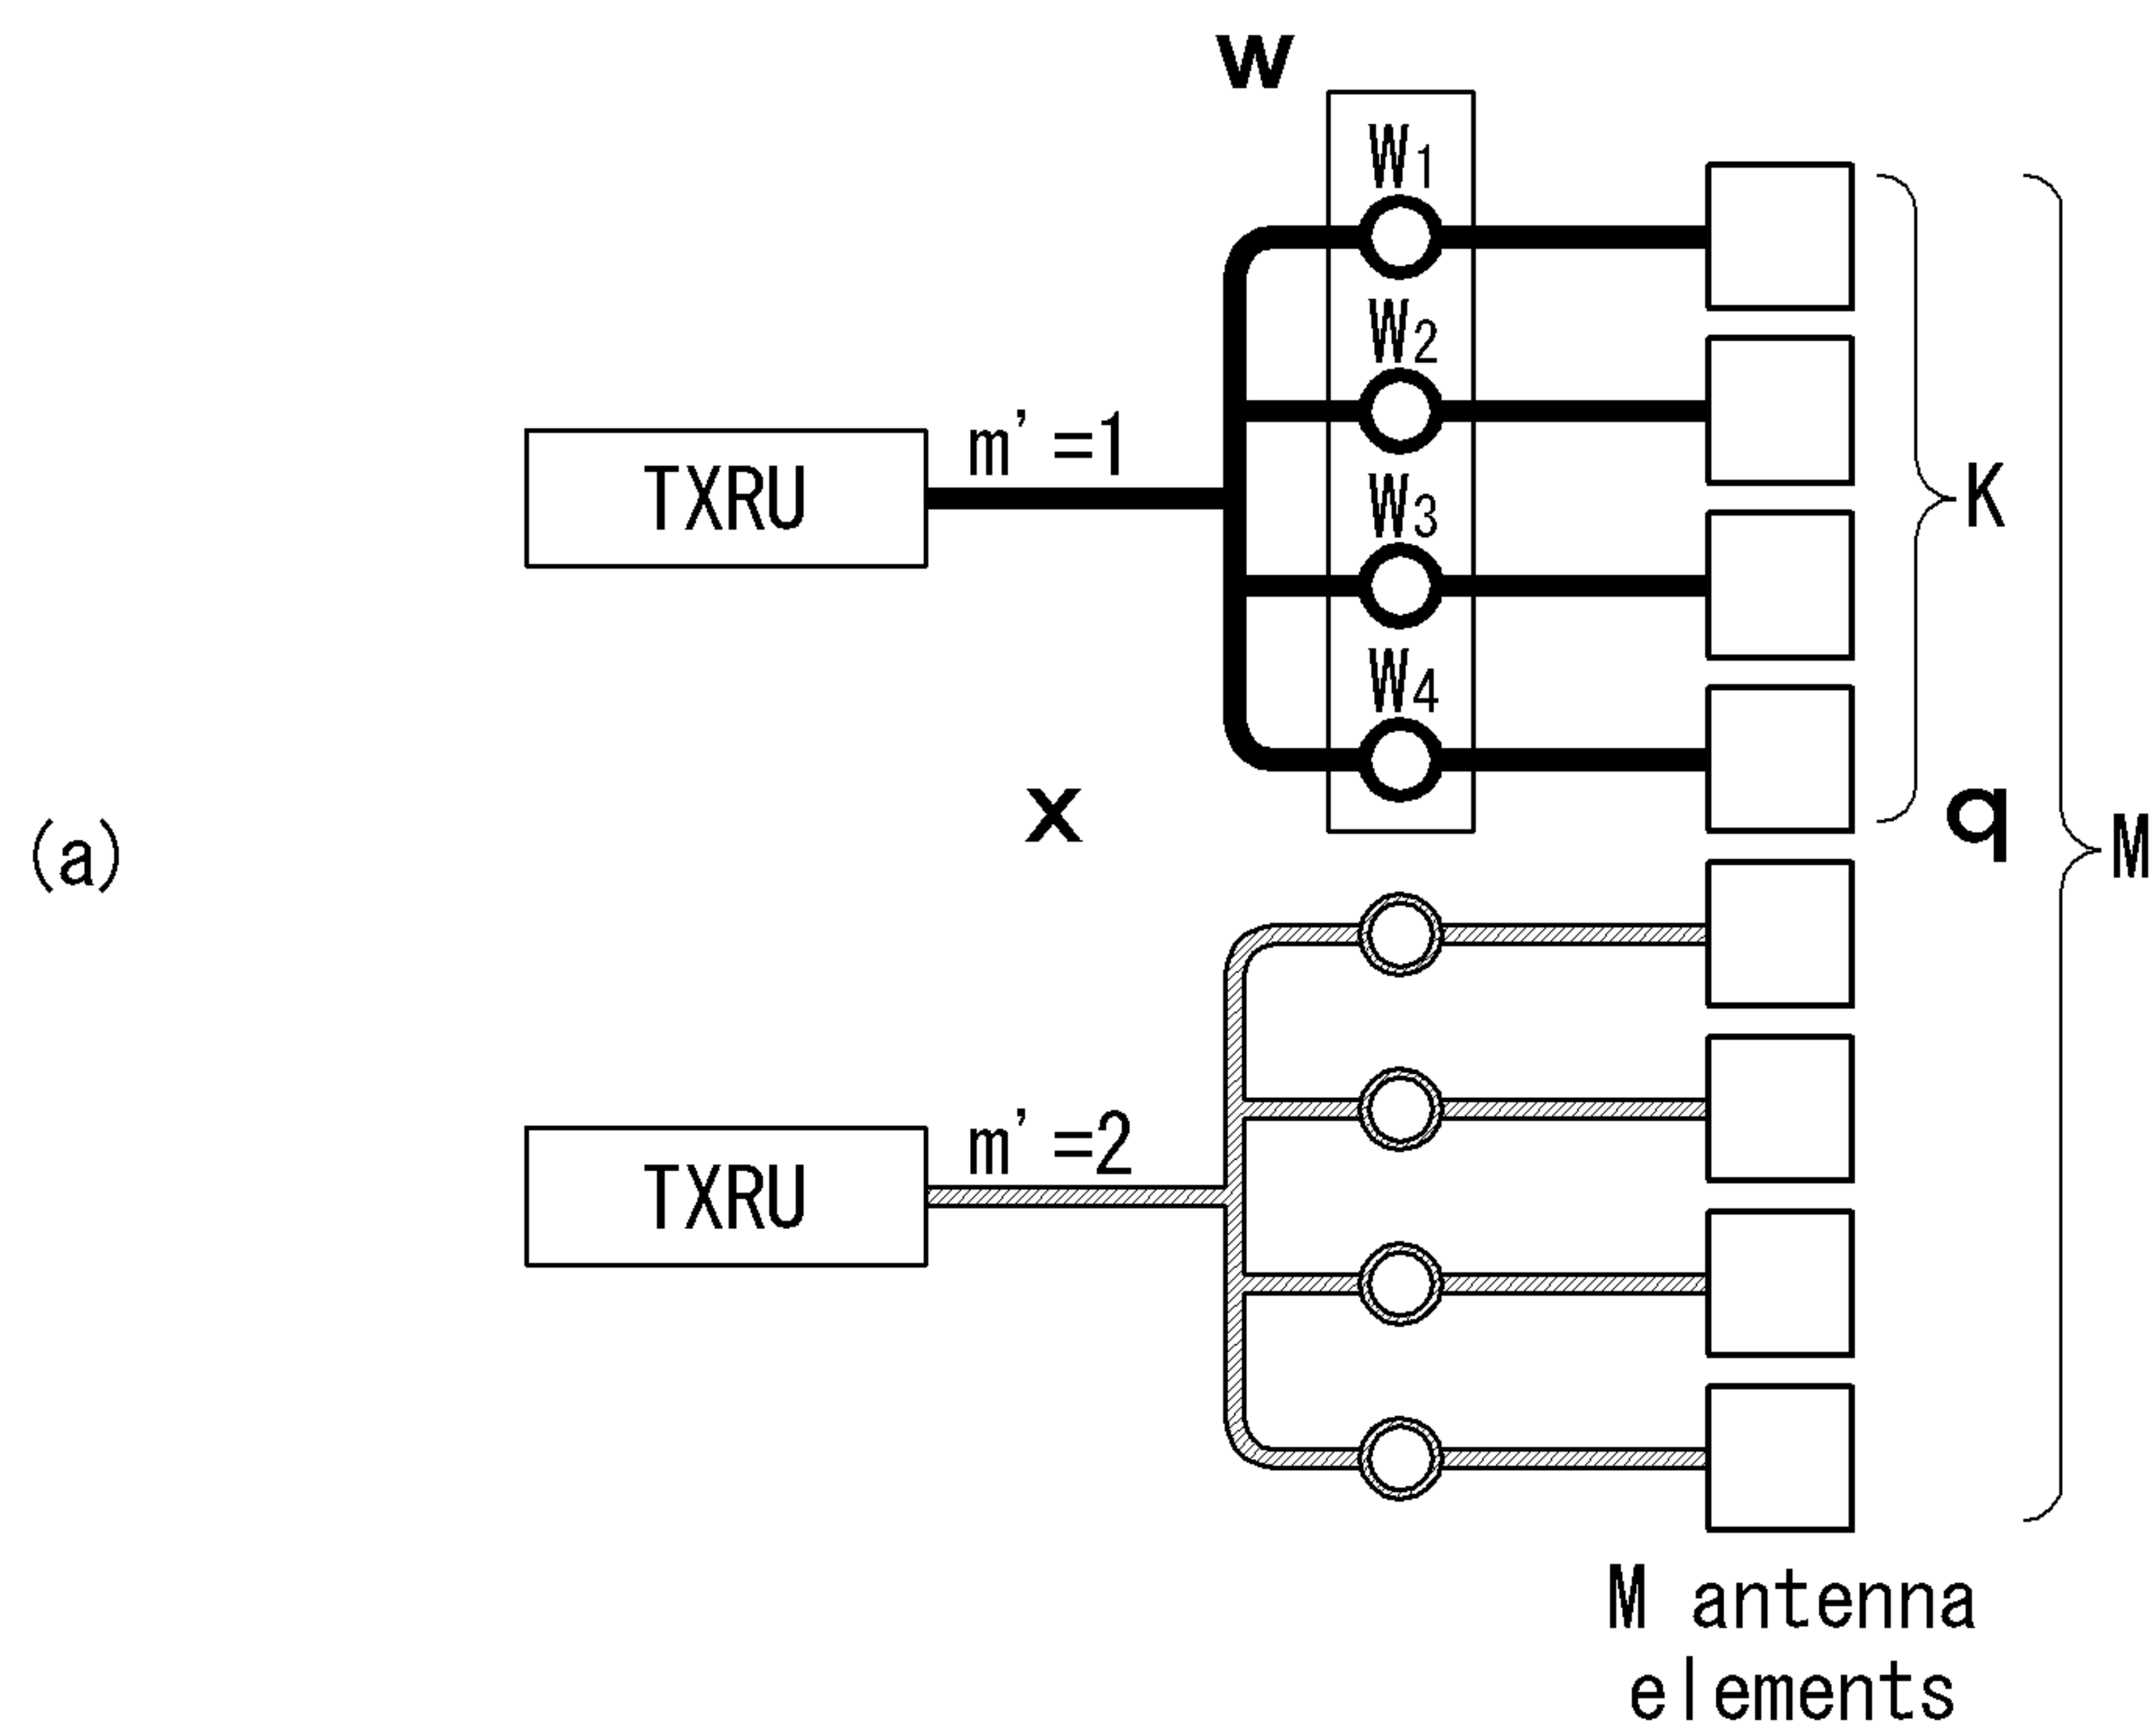 w
W1
W2
m'=1
TXRU
K
W3
W4
x
q
(a)
M
m'=2
TXRU
M antenna
elements